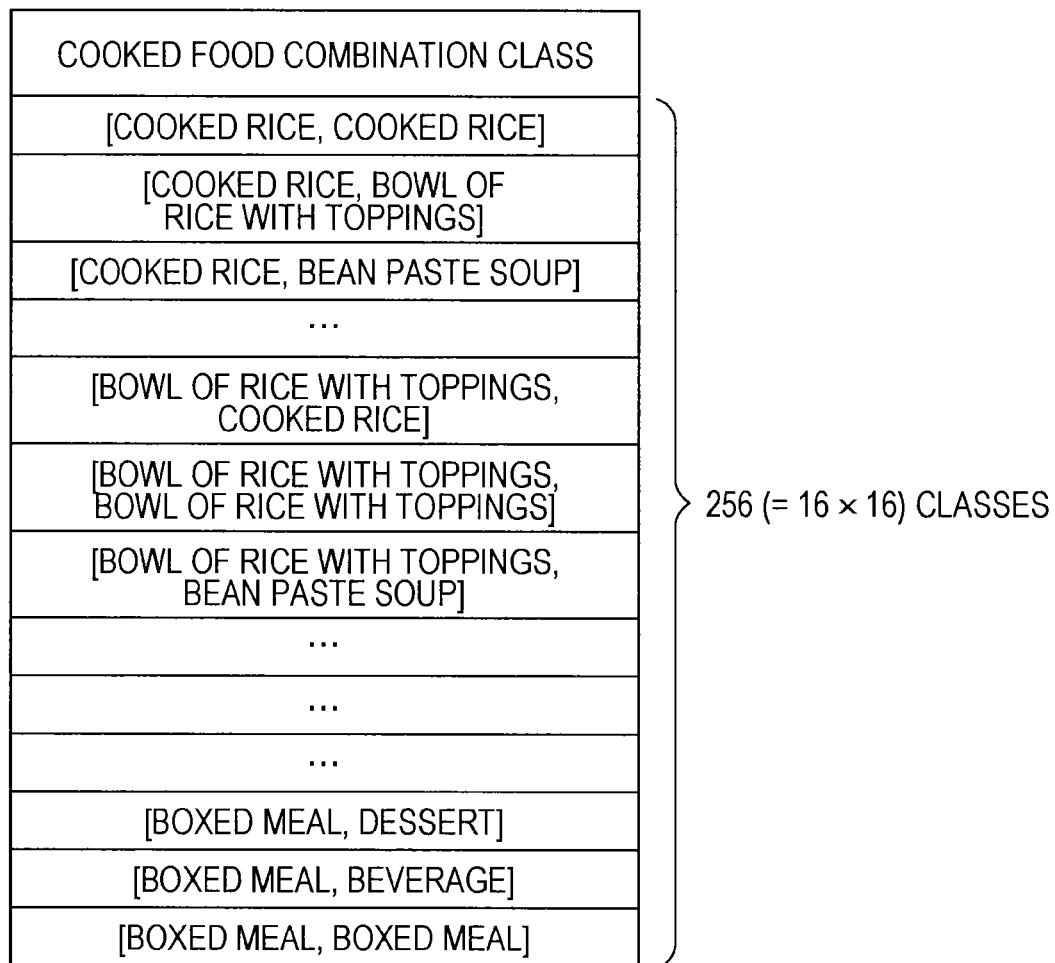 COOKED FOOD COMBINATION CLASS
[COOKED RICE, COOKED RICE]
[COOKED RICE, BOWL OF
RICE WITH TOPPINGS]
[COOKED RICE, BEAN PASTE SOUP]
...
[BOWL OF RICE WITH TOPPINGS,
COOKED RICE]
[BOWL OF RICE WITH TOPPINGS,
BOWL OF RICE WITH TOPPINGS]
256 (= 16 × 16) CLASSES
[BOWL OF RICE WITH TOPPINGS,
BEAN PASTE SOUP]
...
...
...
[BOXED MEAL, DESSERT]
[BOXED MEAL, BEVERAGE]
[BOXED MEAL, BOXED MEAL]